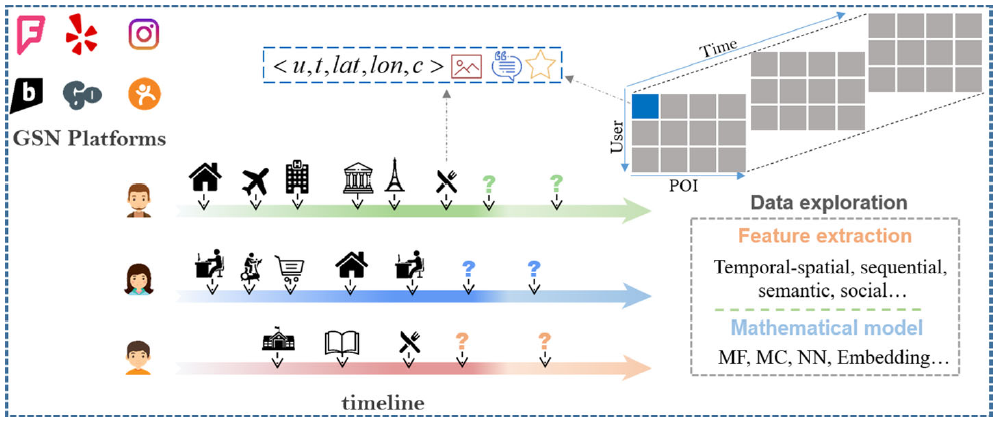 GSN Platforms
< u, t, lat, lon, c >
Time
User
POI
? ?
? ?
? ?
timeline
Data exploration
Feature extraction
Temporal-spatial, sequential,
semantic, social...
Mathematical model
MF, MC, NN, Embedding...